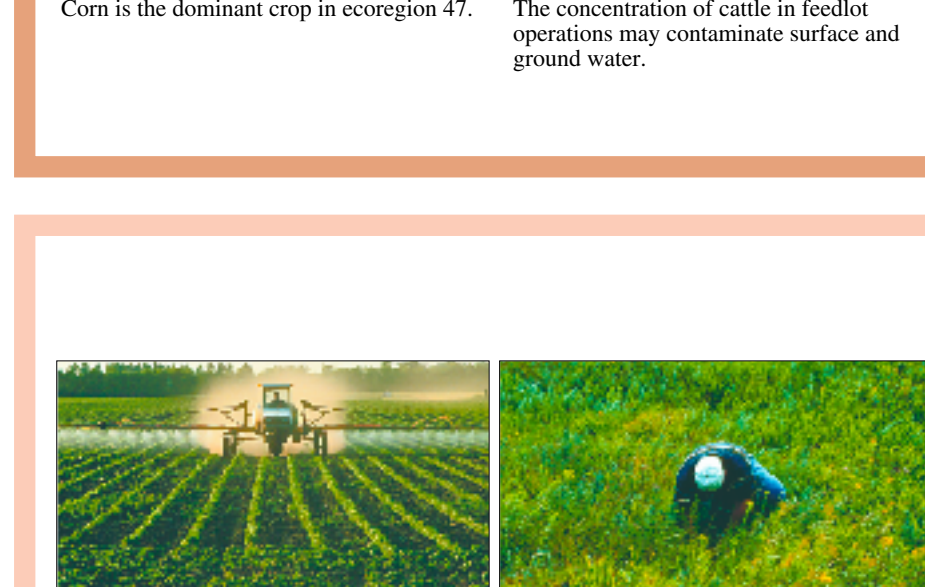 Corn is the dominant crop in ecoregion 47.
The concentration of cattle in feedlot
operations may contaminate surface and
ground water.